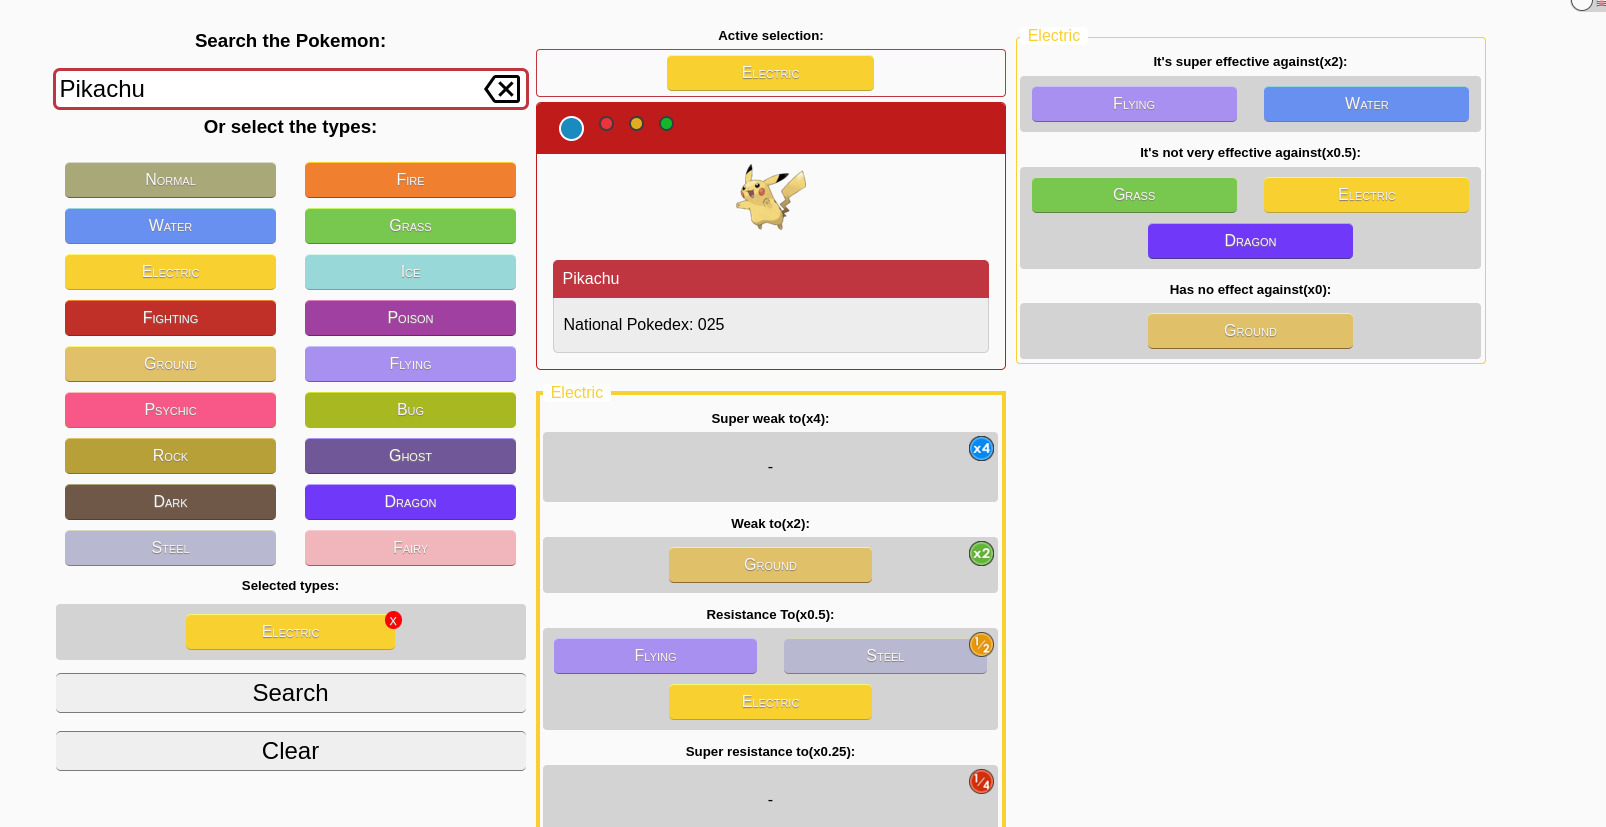 Search the Pokemon:
Pikachu
Or select the types:
Normal
Fire
Water
Grass
Electric
Ice
Fighting
Poison
Ground
Flying
Psychic
Bug
Rock
Ghost
Dark
Dragon
Steel
Fairy
Selected types:
Electric
x
Search
Clear
Active selection:
Electric
Pikachu
National Pokedex: 025
Electric
Super weak to(x4):
x4
-
Weak to(x2):
x2
Ground
Resistance To(x0.5):
1/2
Flying
Steel
Electric
Super resistance to(x0.25):
1/4
-
Electric
It's super effective against(x2):
Flying
Water
It's not very effective against(x0.5):
Grass
Electric
Dragon
Has no effect against(x0):
Ground